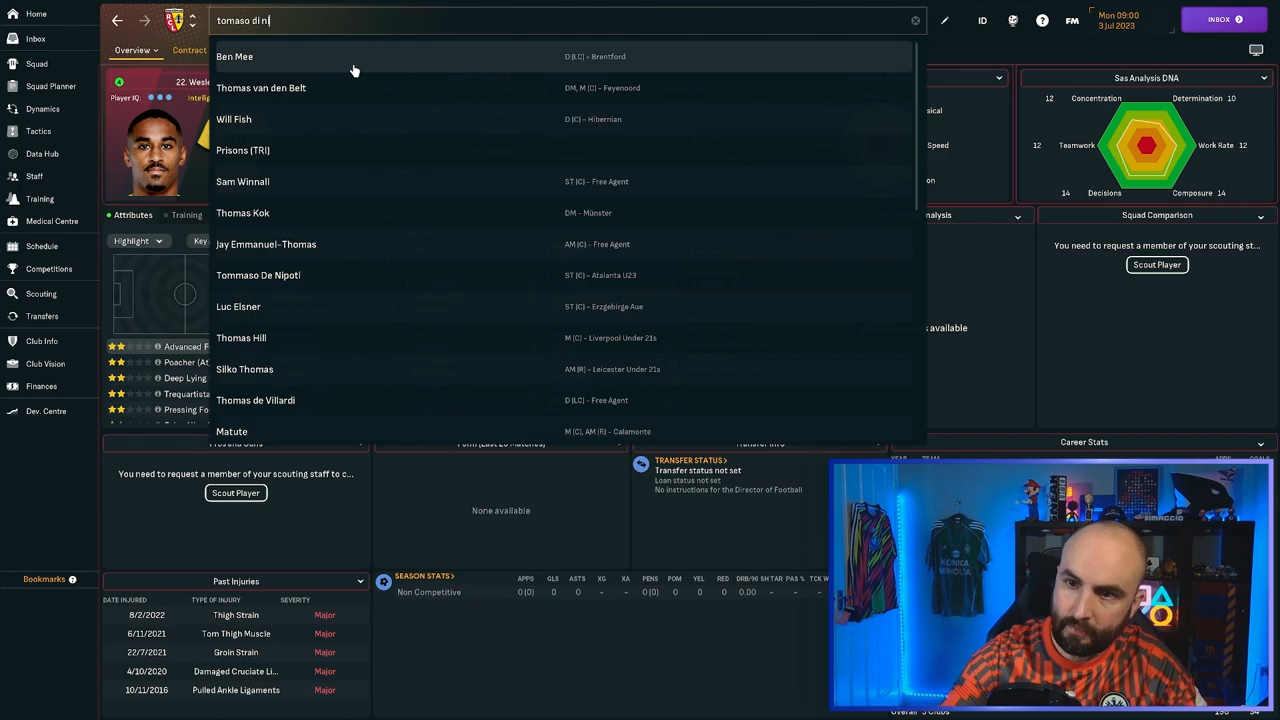 Home
tomaso di ni
ID
FM
Mon 09:00
3 Jul 2023
INBOX
Inbox
Squad
Squad Planner
Dynamics
Tactics
Data Hub
Staff
Training
Medical Centre
Schedule
Competitions
Scouting
Transfers
Club Info
Club Vision
Finances
Dev. Centre
Bookmarks
Overview
Contract
22. Wesle
Player IQ:
Intellig
Attributes
Training
Highlight
Key
Advanced F
Poacher (At
Deep Lying
Trequartista
Pressing Fo
Ben Mee
D (LC) - Brentford
Thomas van den Belt
DM, M (C) - Feyenoord
Will Fish
D (C) - Hibernian
Prisons (TRI)
Sam Winnall
ST (C) - Free Agent
Thomas Kok
DM - Münster
Jay Emmanuel-Thomas
AM (C) - Free Agent
Tommaso De Nipoti
ST (C) - Atalanta U23
Luc Elsner
ST (C) - Erzgebirge Aue
Thomas Hill
M (C) - Liverpool Under 21s
Silko Thomas
AM (R) - Leicester Under 21s
Thomas de Villardi
D (LC) - Free Agent
Matute
M (C), AM (R) - Calamonte
Sas Analysis DNA
12 Concentration
Determination 10
12 Teamwork
Work Rate 12
14 Decisions
Composure 14
Squad Comparison
You need to request a member of your scouting st...
Scout Player
You need to request a member of your scouting staff to c...
Scout Player
None available
TRANSFER STATUS>
Transfer status not set
Loan status not set
No instructions for the Director of Football
Career Stats
Past Injuries
DATE INJURED TYPE OF INJURY SEVERITY
8/2/2022 Thigh Strain Major
6/11/2021 Torn Thigh Muscle Major
22/7/2021 Groin Strain Major
4/10/2020 Damaged Cruciate Li... Major
10/11/2016 Pulled Ankle Ligaments Major
SEASON STATS>
APPS GLS ASTS XG XA PENS POM YEL RED DRB/90 SH TAR PAS % TCK W
Non Competitive 0 (0) 0 0 - - 0 (0) 0 0 0 0.00 - - -
KONICA
MINOLTA